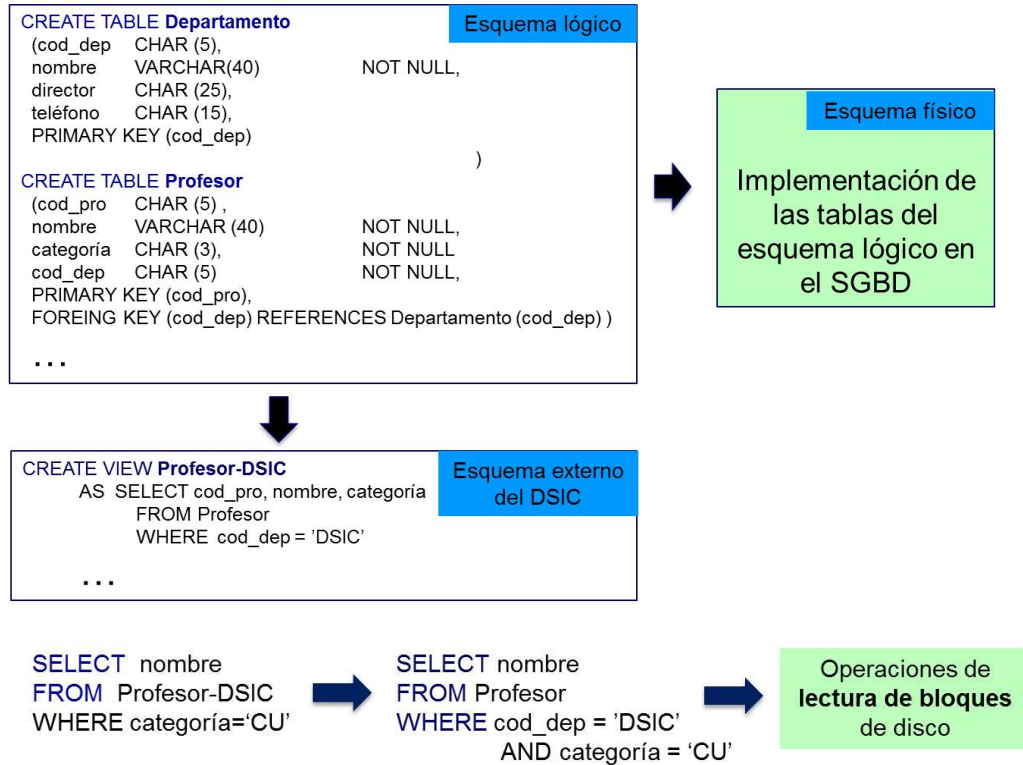 CREATE TABLE Departamento
Esquema lógico
(cod_dep CHAR (5),
nombre VARCHAR(40) NOT NULL,
director CHAR (25),
teléfono CHAR (15),
PRIMARY KEY (cod_dep)
)
CREATE TABLE Profesor
(cod_pro CHAR (5) ,
nombre VARCHAR (40) NOT NULL,
categoría CHAR (3), NOT NULL
cod_dep CHAR (5) NOT NULL,
PRIMARY KEY (cod_pro),
FOREING KEY (cod_dep) REFERENCES Departamento (cod_dep) )
...
Esquema físico
Implementación de
las tablas del
esquema lógico en
el SGBD
CREATE VIEW Profesor-DSIC
AS SELECT cod_pro, nombre, categoría
FROM Profesor
WHERE cod_dep = ’DSIC’
...
Esquema externo
del DSIC
SELECT nombre
FROM Profesor-DSIC
WHERE categoría=‘CU’
SELECT nombre
FROM Profesor
WHERE cod_dep = ’DSIC’
AND categoría = ‘CU’
Operaciones de
lectura de bloques
de disco